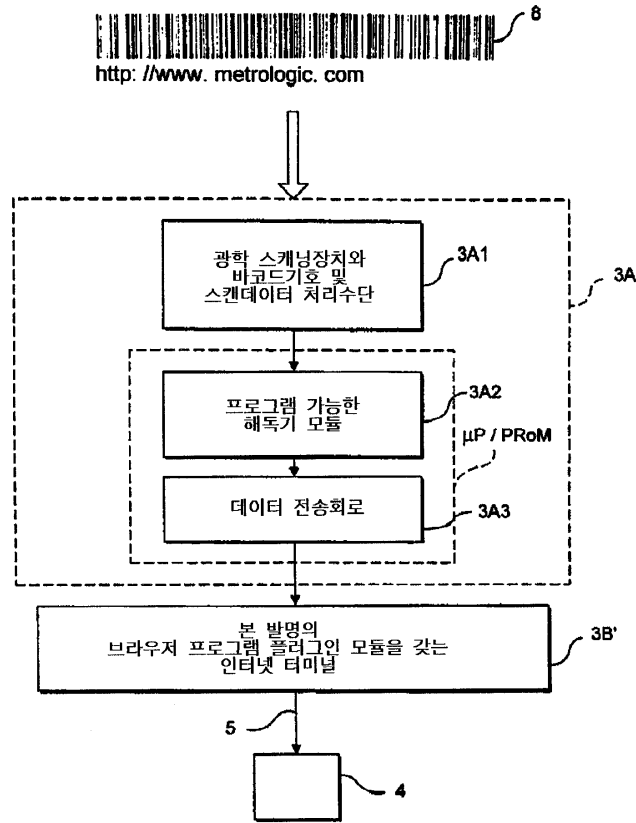 8
http: //www. metrologic. com
광학 스캐닝장치와
바코드기호 및
스캔데이터 처리수단
3A1
3A
프로그램 가능한
해독기 모듈
3A2
μP / PRoM
데이터 전송회로
3A3
본 발명의
브라우저 프로그램 플러그인 모듈을 갖는
인터넷 터미널
3B'
5
4